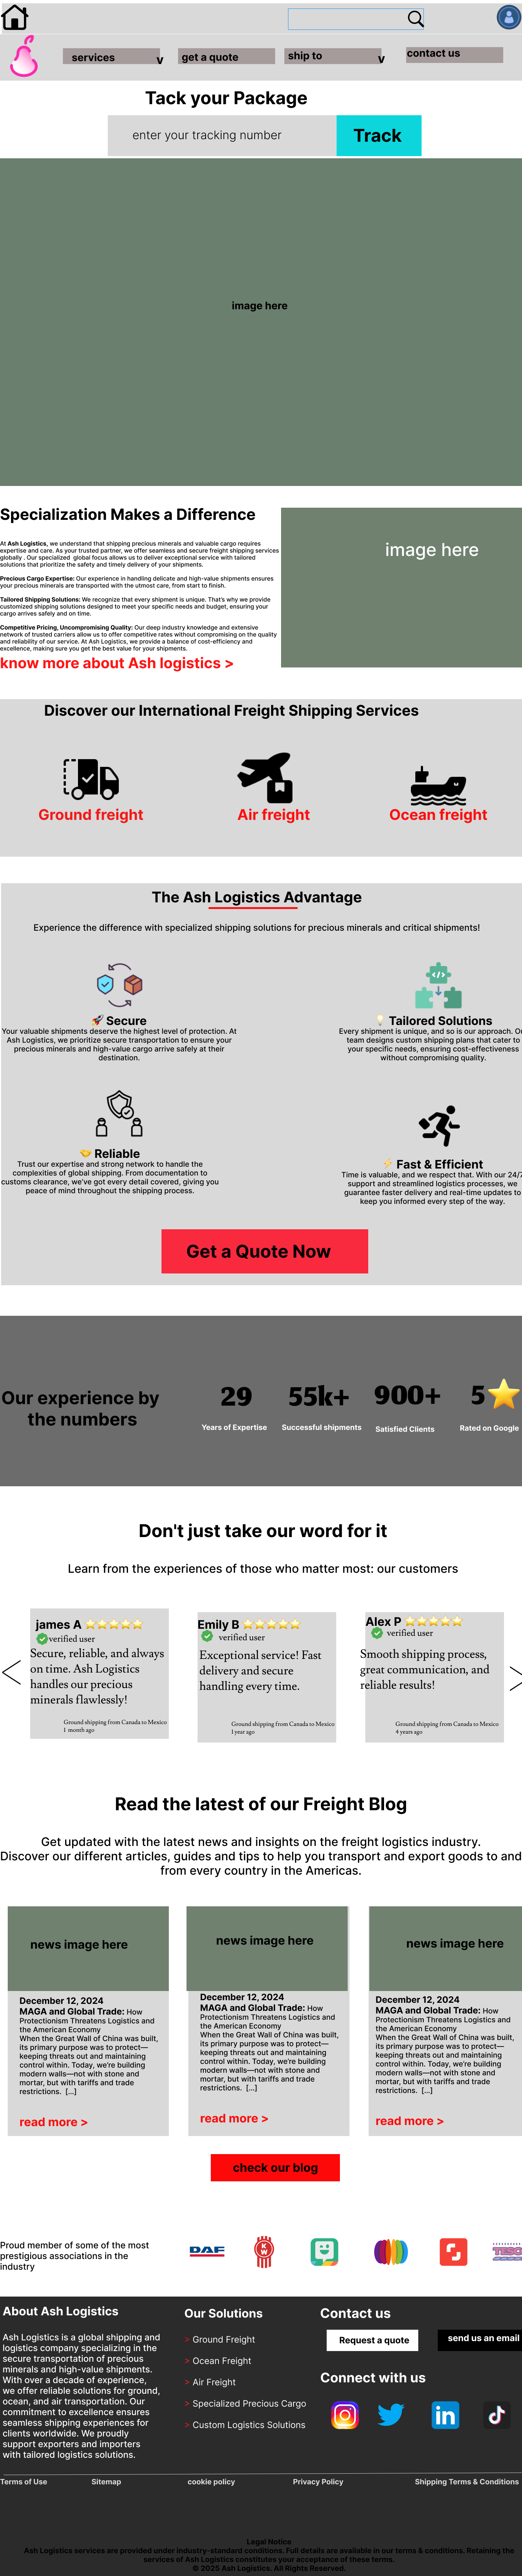 services v get a quote ship to v contact us
Tack your Package
enter your tracking number Track
image here
Specialization Makes a Difference
At Ash Logistics, we understand that shipping precious minerals and valuable cargo requires
expertise and care. As your trusted partner, we offer seamless and secure freight shipping services
globally . Our specialized global focus allows us to deliver exceptional service with tailored
solutions that prioritize the safety and timely delivery of your shipments.
Precious Cargo Expertise: Our experience in handling delicate and high-value shipments ensures
your precious minerals are transported with the utmost care, from start to finish.
Tailored Shipping Solutions: We recognize that every shipment is unique. That's why we provide
customized shipping solutions designed to meet your specific needs and budget, ensuring your
cargo arrives safely and on time.
Competitive Pricing, Uncompromising Quality: Our deep industry knowledge and extensive
network of trusted carriers allow us to offer competitive rates without compromising on the quality
and reliability of our service. At Ash Logistics, we provide a balance of cost-efficiency and
excellence, making sure you get the best value for your shipments.
know more about Ash logistics >
image here
Discover our International Freight Shipping Services
Ground freight
Air freight
Ocean freight
The Ash Logistics Advantage
Experience the difference with specialized shipping solutions for precious minerals and critical shipments!
🚀 Secure
Your valuable shipments deserve the highest level of protection. At
Ash Logistics, we prioritize secure transportation to ensure your
precious minerals and high-value cargo arrive safely at their
destination.
💡 Tailored Solutions
Every shipment is unique, and so is our approach. Ou
team designs custom shipping plans that cater to
your specific needs, ensuring cost-effectiveness
without compromising quality.
🤝 Reliable
Trust our expertise and strong network to handle the
complexities of global shipping. From documentation to
customs clearance, we've got every detail covered, giving you
peace of mind throughout the shipping process.
⚡ Fast & Efficient
Time is valuable, and we respect that. With our 24/7
support and streamlined logistics processes, we
guarantee faster delivery and real-time updates to
keep you informed every step of the way.
Get a Quote Now
Our experience by
the numbers
29
Years of Expertise
55k+
Successful shipments
900+
Satisfied Clients
5⭐
Rated on Google
Don't just take our word for it
Learn from the experiences of those who matter most: our customers
james A ⭐⭐⭐⭐⭐
verified user
Secure, reliable, and always
on time. Ash Logistics
handles our precious
minerals flawlessly!
Ground shipping from Canada to Mexico
1 month ago
Emily B ⭐⭐⭐⭐⭐
verified user
Exceptional service! Fast
delivery and secure
handling every time.
Ground shipping from Canada to Mexico
1 year ago
Alex P ⭐⭐⭐⭐⭐
verified user
Smooth shipping process,
great communication, and
reliable results!
Ground shipping from Canada to Mexico
4 years ago
Read the latest of our Freight Blog
Get updated with the latest news and insights on the freight logistics industry.
Discover our different articles, guides and tips to help you transport and export goods to and
from every country in the Americas.
news image here
December 12, 2024
MAGA and Global Trade: How
Protectionism Threatens Logistics and
the American Economy
When the Great Wall of China was built,
its primary purpose was to protect—
keeping threats out and maintaining
control within. Today, we're building
modern walls—not with stone and
mortar, but with tariffs and trade
restrictions. [...]
read more >
news image here
December 12, 2024
MAGA and Global Trade: How
Protectionism Threatens Logistics and
the American Economy
When the Great Wall of China was built,
its primary purpose was to protect—
keeping threats out and maintaining
control within. Today, we're building
modern walls—not with stone and
mortar, but with tariffs and trade
restrictions. [...]
read more >
news image here
December 12, 2024
MAGA and Global Trade: How
Protectionism Threatens Logistics and
the American Economy
When the Great Wall of China was built,
its primary purpose was to protect—
keeping threats out and maintaining
control within. Today, we're building
modern walls—not with stone and
mortar, but with tariffs and trade
restrictions. [...]
read more >
check our blog
Proud member of some of the most
prestigious associations in the
industry
DAF
KW
TESC
About Ash Logistics
Ash Logistics is a global shipping and
logistics company specializing in the
secure transportation of precious
minerals and high-value shipments.
With over a decade of experience,
we offer reliable solutions for ground,
ocean, and air transportation. Our
commitment to excellence ensures
seamless shipping experiences for
clients worldwide. We proudly
support exporters and importers
with tailored logistics solutions.
Our Solutions
> Ground Freight
> Ocean Freight
> Air Freight
> Specialized Precious Cargo
> Custom Logistics Solutions
Contact us
Request a quote
send us an email
Connect with us
in
Terms of Use Sitemap cookie policy Privacy Policy Shipping Terms & Conditions
Legal Notice
Ash Logistics services are provided under industry-standard conditions. Full details are available in our terms & conditions. Retaining the
services of Ash Logistics constitutes your acceptance of these terms.
© 2025 Ash Logistics. All Rights Reserved.